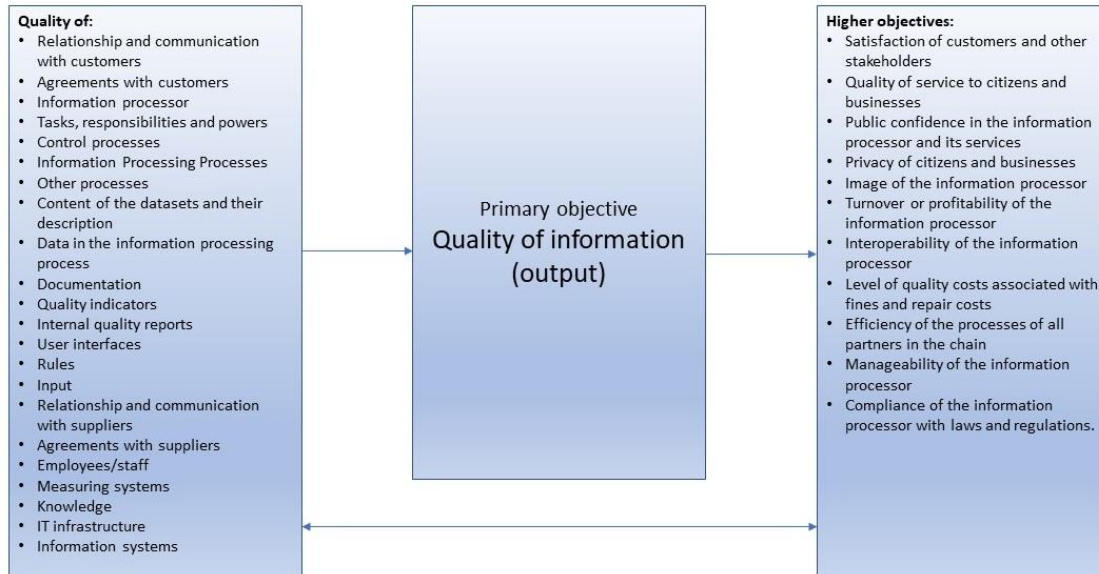 Quality of:
• Relationship and communication
with customers
• Agreements with customers
• Information processor
• Tasks, responsibilities and powers
• Control processes
• Information Processing Processes
• Other processes
• Content of the datasets and their
description
• Data in the information processing
process
• Documentation
• Quality indicators
• Internal quality reports
• User interfaces
• Rules
• Input
• Relationship and communication
with suppliers
• Agreements with suppliers
• Employees/staff
• Measuring systems
• Knowledge
• IT infrastructure
• Information systems
Primary objective
Quality of information
(output)
Higher objectives:
• Satisfaction of customers and other
stakeholders
• Quality of service to citizens and
businesses
• Public confidence in the information
processor and its services
• Privacy of citizens and businesses
• Image of the information processor
• Turnover or profitability of the
information processor
• Interoperability of the information
processor
• Level of quality costs associated with
fines and repair costs
• Efficiency of the processes of all
partners in the chain
• Manageability of the information
processor
• Compliance of the information
processor with laws and regulations.